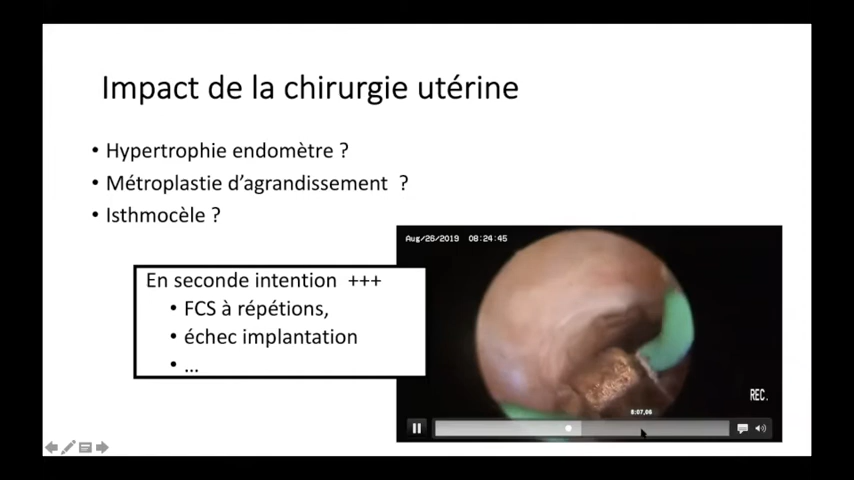 Impact de la chirurgie utérine
• Hypertrophie endomètre ?
• Métroplastie d'agrandissement ?
• Isthmocèle ?
En seconde intention +++
• FCS à répétions,
• échec implantation
• ...
Aug/26/2019 08:24:45
REC.
8:07,06